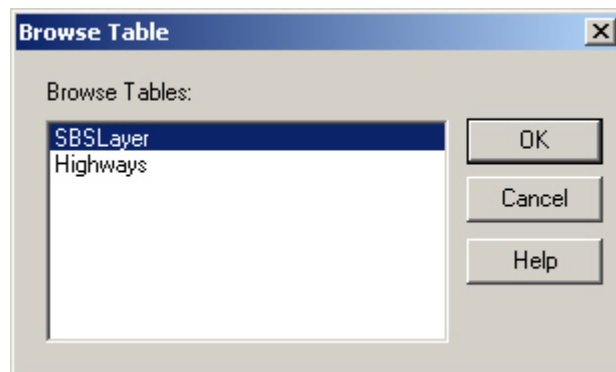 Browse Table
Browse Tables:
SBSLayer
Highways
OK
Cancel
Help